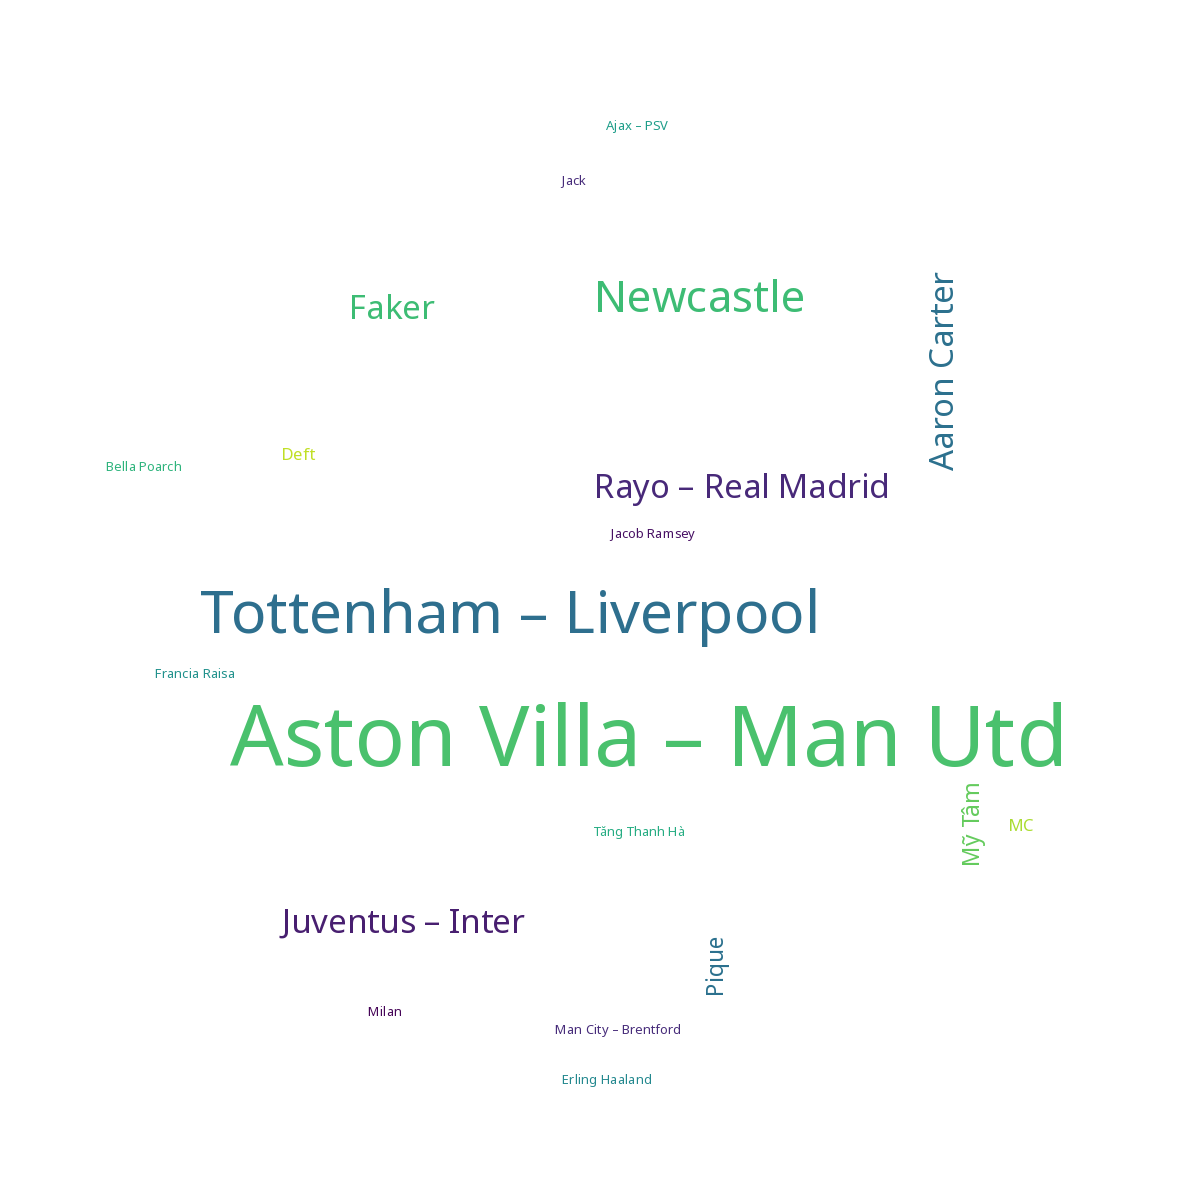 Ajax – PSV
Jack
Faker
Newcastle
Aaron Carter
Deft
Bella Poarch
Rayo – Real Madrid
Jacob Ramsey
Tottenham – Liverpool
Francia Raisa
Aston Villa – Man Utd
Mỹ Tâm
MC
Tăng Thanh Hà
Juventus – Inter
Pique
Milan
Man City – Brentford
Erling Haaland